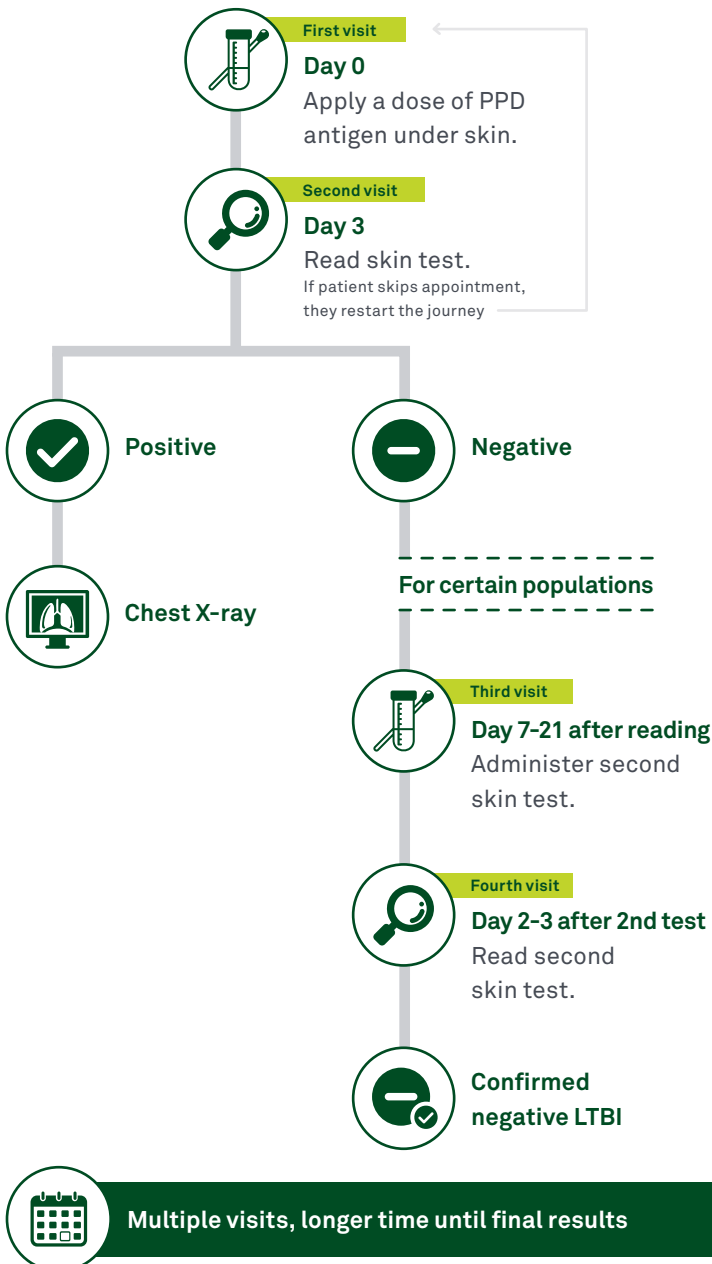 First visit
Day 0
Apply a dose of PPD
antigen under skin.
Second visit
Day 3
Read skin test.
If patient skips appointment,
they restart the journey
Positive
Negative
Chest X-ray
For certain populations
Third visit
Day 7-21 after reading
Administer second
skin test.
Fourth visit
Day 2-3 after 2nd test
Read second
skin test.
Confirmed
negative LTBI
Multiple visits, longer time until final results